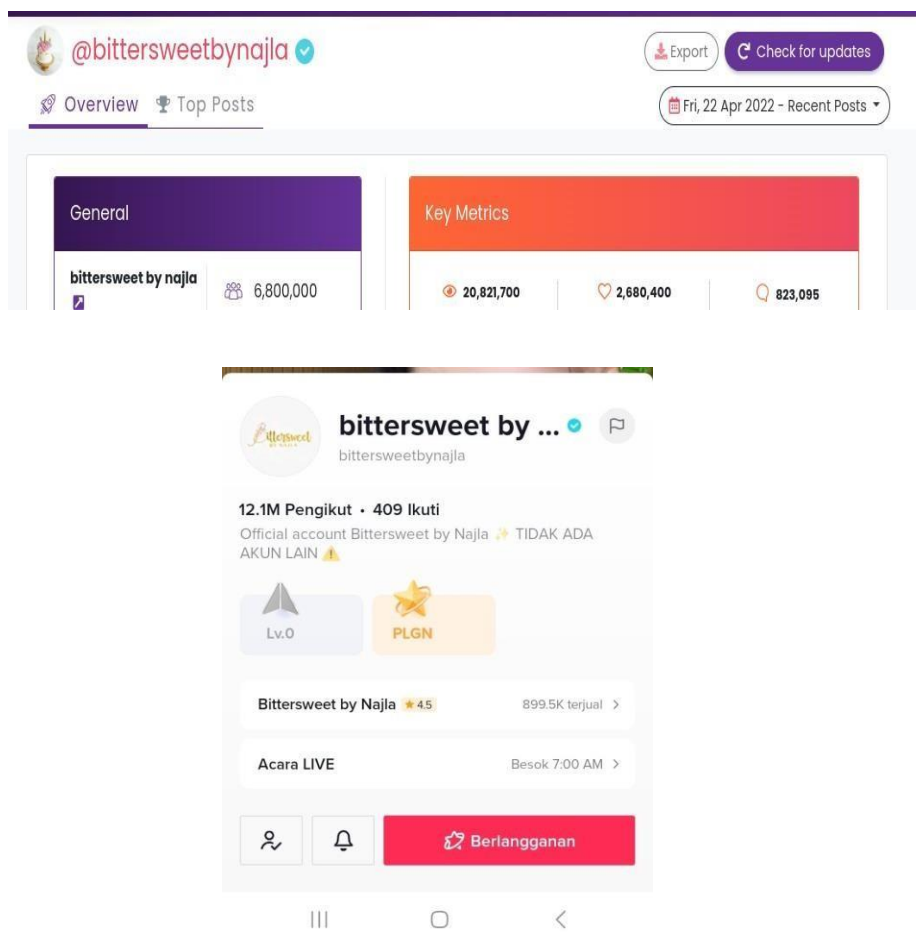 @bittersweetbynajla
Export
Check for updates
Overview
Top Posts
Fri, 22 Apr 2022 - Recent Posts
General
Key Metrics
bittersweet by najla
6,800,000
20,821,700
2,680,400
823,095
Bittersweet
BY NAJLA
bittersweet by ...
bittersweetbynajla
12.1M Pengikut • 409 Ikuti
Official account Bittersweet by Najla ✨ TIDAK ADA
AKUN LAIN ⚠️
Lv.0
PLGN
Bittersweet by Najla ★ 4.5
899.5K terjual >
Acara LIVE
Besok 7:00 AM >
Berlangganan